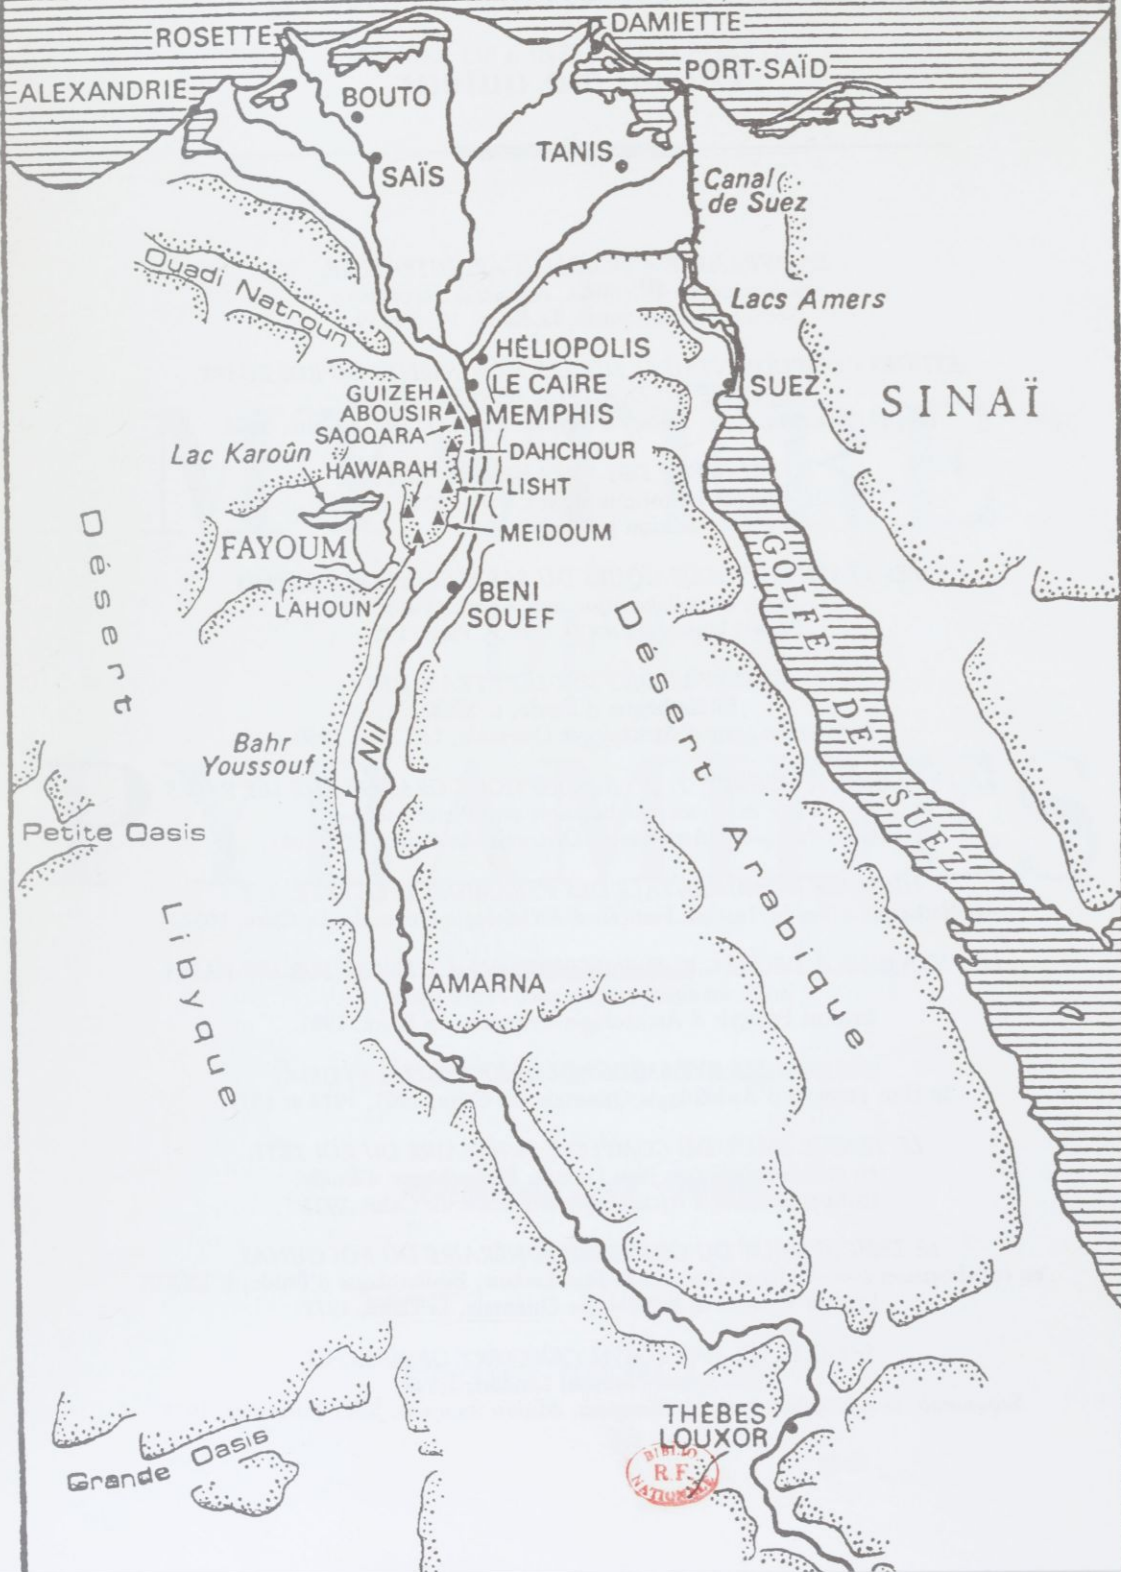 DAMIETTE
ROSETTE
PORT-SAÏD
ALEXANDRIE
BOUTO
TANIS
SAÏS
Canal
de Suez
Ouadi Natroun
Lacs Amers
HÉLIOPOLIS
GUIZEH
LE CAIRE
SUEZ
SINAÏ
ABOUSIR
MEMPHIS
SAQQARA
Lac Karoûn
DAHCHOUR
HAWARAH
LISHT
MEIDOUM
FAYOUM
LAHOUN
BENI
SOUEF
GOLFE DE SUEZ
Désert Libyque
Désert Arabique
Nil
Bahr
Youssouf
Petite Oasis
AMARNA
THÈBES
LOUXOR
Grande Oasis
BIBLIO
R.F.
NATIONALE